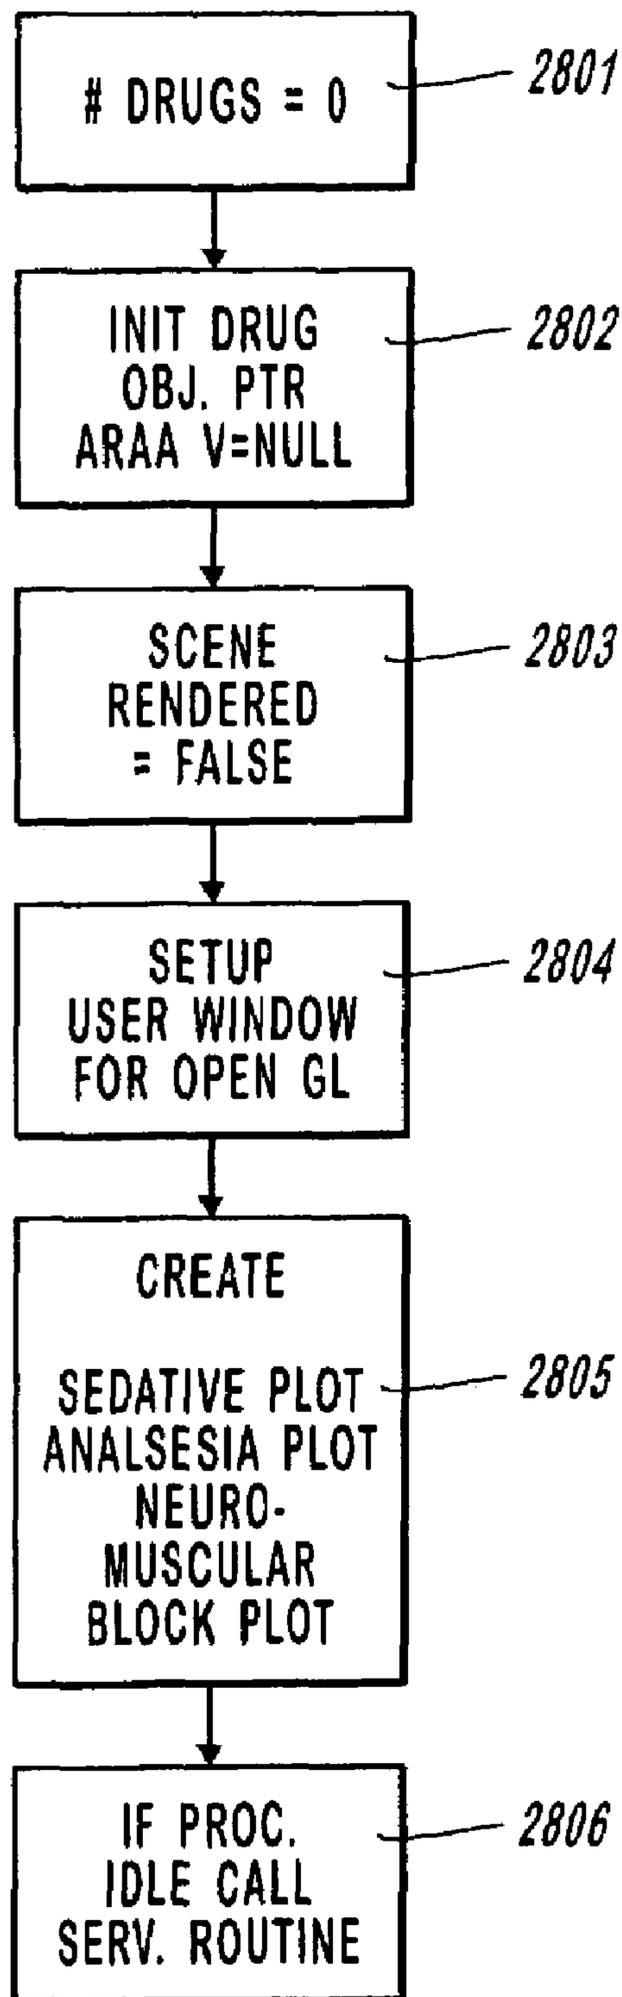 # DRUGS = 0
2801
INIT DRUG
OBJ. PTR
ARAA V=NULL
2802
SCENE
RENDERED
= FALSE
2803
SETUP
USER WINDOW
FOR OPEN GL
2804
CREATE
SEDATIVE PLOT
ANALSESIA PLOT
NEURO-
MUSCULAR
BLOCK PLOT
2805
IF PROC.
IDLE CALL
SERV. ROUTINE
2806